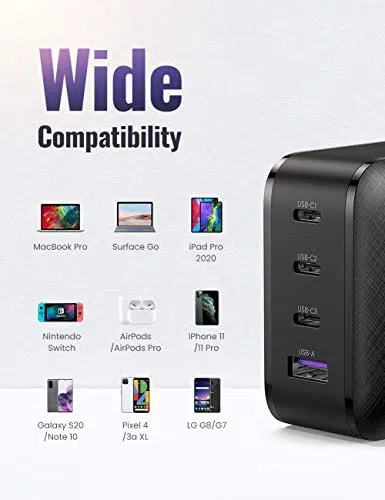 Wide
Compatibility
USB-C1
USB-C2
USB-C3
USB-A
MacBook Pro
Surface Go
iPad Pro
2020
Nintendo
Switch
AirPods
/AirPods Pro
iPhone 11
/11 Pro
Galaxy S20
/Note 10
Pixel 4
/3a XL
LG G8/G7